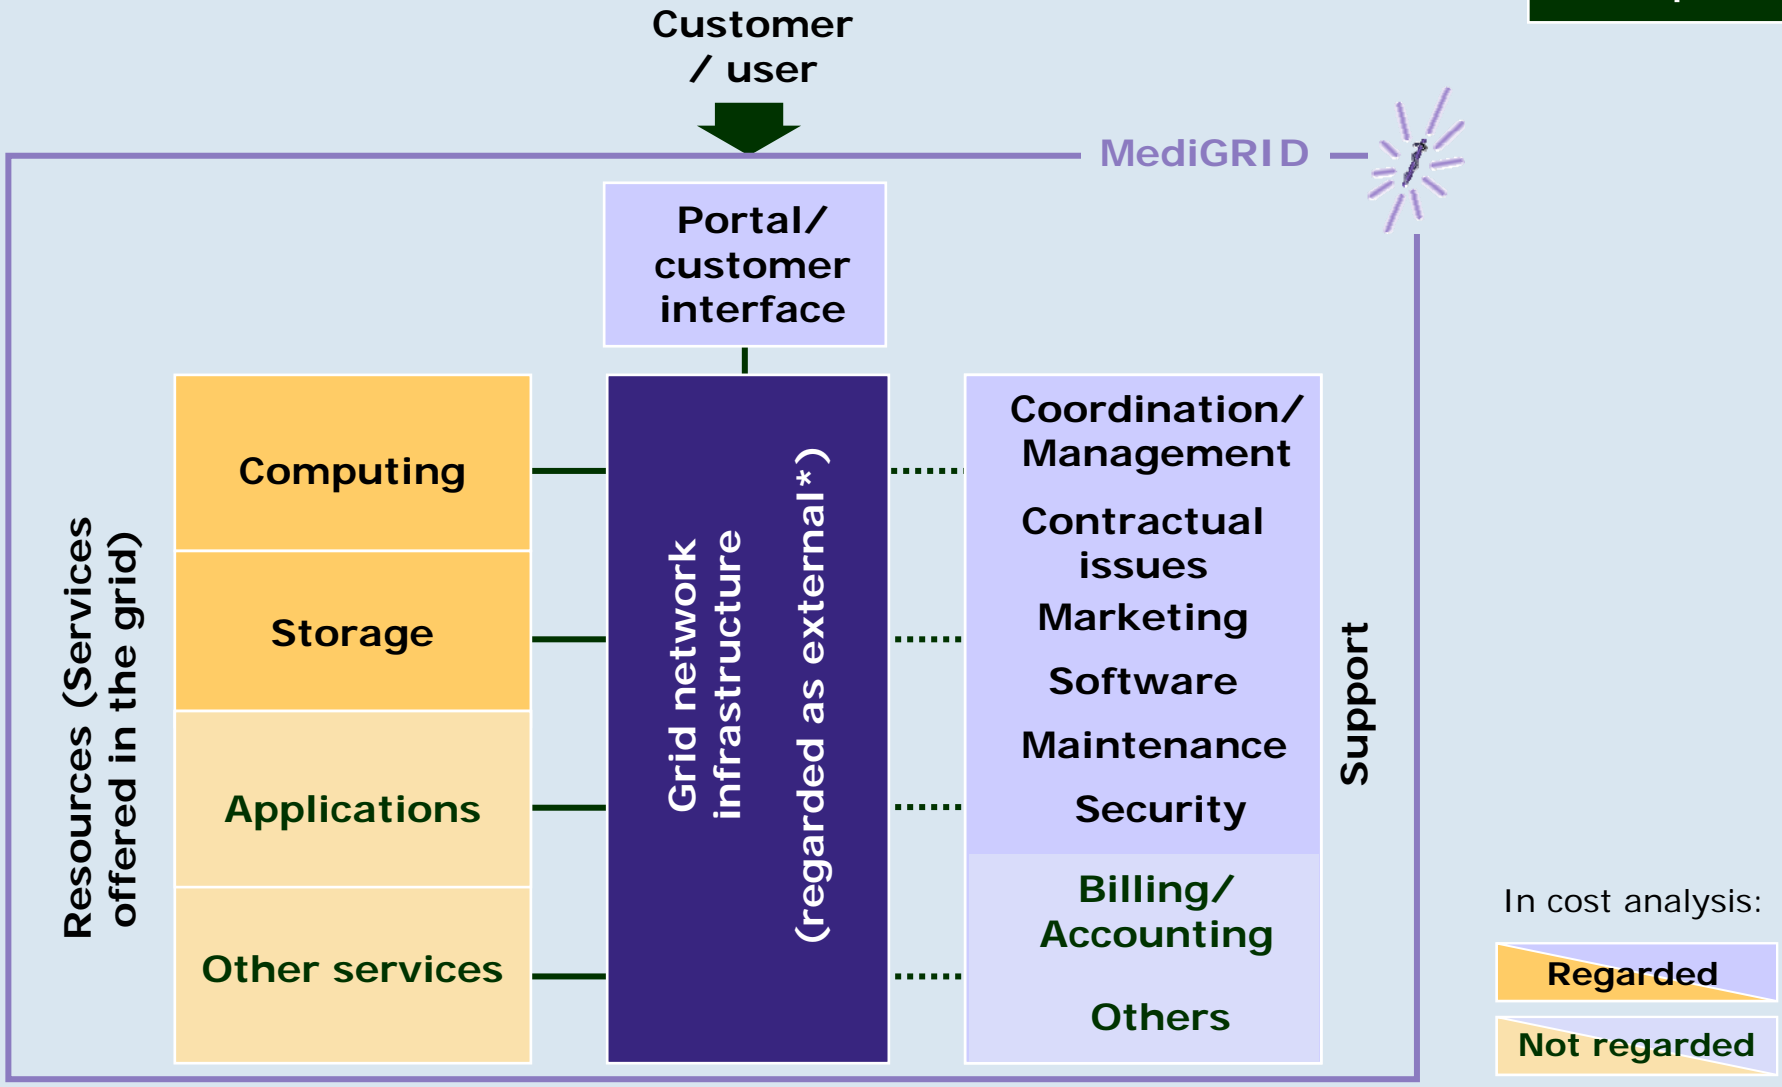 Customer
/ user
MediGRID
Portal/
customer
interface
Resources (Services
offered in the grid)
Computing
Storage
Applications
Other services
Grid network
infrastructure
(regarded as external*)
Coordination/
Management
Contractual
issues
Marketing
Software
Maintenance
Security
Billing/
Accounting
Others
Support
In cost analysis:
Regarded
Not regarded